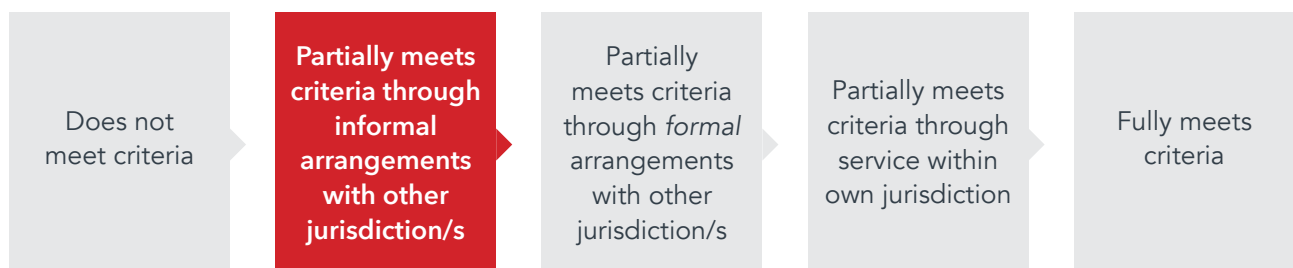 Does not
meet criteria
Partially meets
criteria through
informal
arrangements
with other
jurisdiction/s
Partially
meets criteria
through formal
arrangements
with other
jurisdiction/s
Partially meets
criteria through
service within
own jurisdiction
Fully meets
criteria